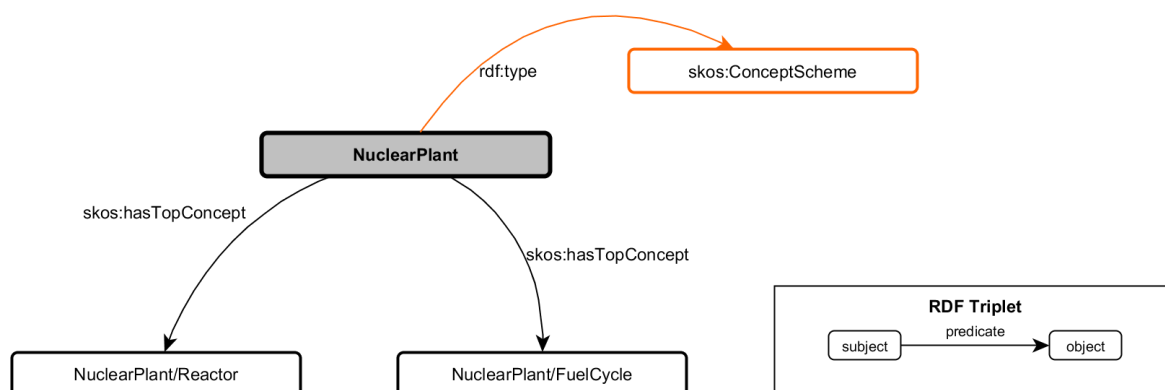 skos:ConceptScheme
rdf:type
NuclearPlant
skos:hasTopConcept
skos:hasTopConcept
RDF Triplet
predicate
subject
object
NuclearPlant/Reactor
NuclearPlant/FuelCycle